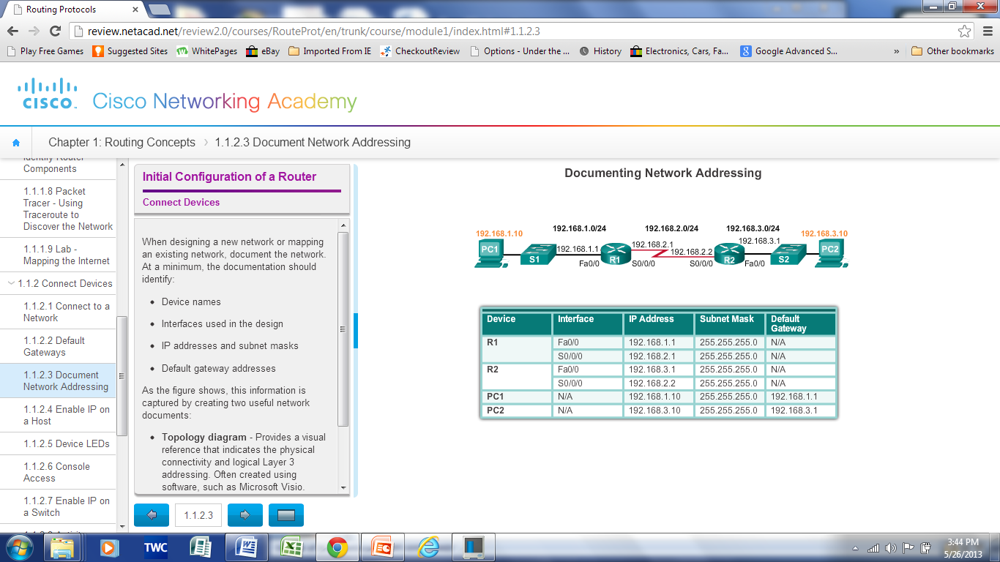 Routing Protocols
review.netacad.net/review2.0/courses/RouteProt/en/trunk/course/module1/index.html#1.1.2.3
Play Free Games
Suggested Sites
WhitePages
eBay
Imported From IE
CheckoutReview
Options - Under the ...
History
Electronics, Cars, Fa...
Google Advanced S...
»
Other bookmarks
CISCO.
Cisco Networking Academy
Chapter 1: Routing Concepts
1.1.2.3 Document Network Addressing
Identify Router
Components
1.1.1.8 Packet
Tracer - Using
Traceroute to
Discover the Network
1.1.1.9 Lab -
Mapping the Internet
1.1.2 Connect Devices
1.1.2.1 Connect to a
Network
1.1.2.2 Default
Gateways
1.1.2.3 Document
Network Addressing
1.1.2.4 Enable IP on
a Host
1.1.2.5 Device LEDs
1.1.2.6 Console
Access
1.1.2.7 Enable IP on
a Switch
Initial Configuration of a Router
Connect Devices
When designing a new network or mapping
an existing network, document the network.
At a minimum, the documentation should
identify:
• Device names
• Interfaces used in the design
• IP addresses and subnet masks
• Default gateway addresses
As the figure shows, this information is
captured by creating two useful network
documents:
• Topology diagram - Provides a visual
reference that indicates the physical
connectivity and logical Layer 3
addressing. Often created using
software, such as Microsoft Visio.
1.1.2.3
Documenting Network Addressing
192.168.1.0/24 192.168.2.0/24 192.168.3.0/24
192.168.1.10 192.168.3.10
PC1 S1 192.168.1.1 Fa0/0 R1 192.168.2.1 S0/0/0 192.168.2.2 S0/0/0 R2 192.168.3.1 Fa0/0 S2 PC2
Device Interface IP Address Subnet Mask Default Gateway
R1 Fa0/0 192.168.1.1 255.255.255.0 N/A
S0/0/0 192.168.2.1 255.255.255.0 N/A
R2 Fa0/0 192.168.3.1 255.255.255.0 N/A
S0/0/0 192.168.2.2 255.255.255.0 N/A
PC1 N/A 192.168.1.10 255.255.255.0 192.168.1.1
PC2 N/A 192.168.3.10 255.255.255.0 192.168.3.1
TWC
3:44 PM
5/26/2013